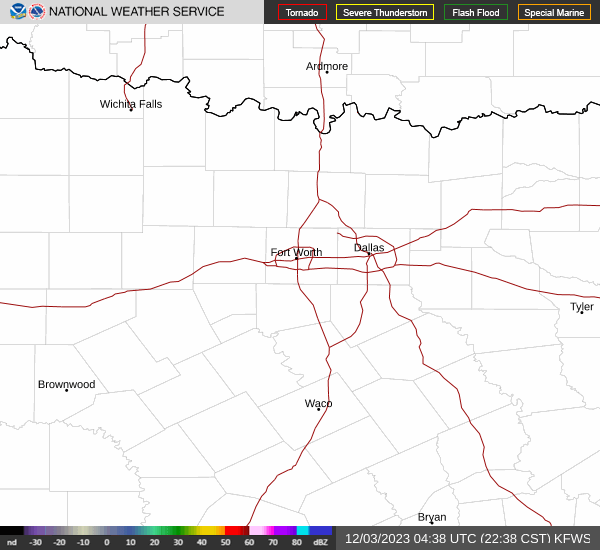 NATIONAL WEATHER SERVICE
Tornado
Severe Thunderstorm
Flash Flood
Special Marine
Ardmore
Wichita Falls
Fort Worth
Dallas
Tyler
Brownwood
Waco
Bryan
nd -30 -20 -10 0 10 20 30 40 50 60 70 80 dBZ
12/03/2023 04:38 UTC (22:38 CST) KFWS